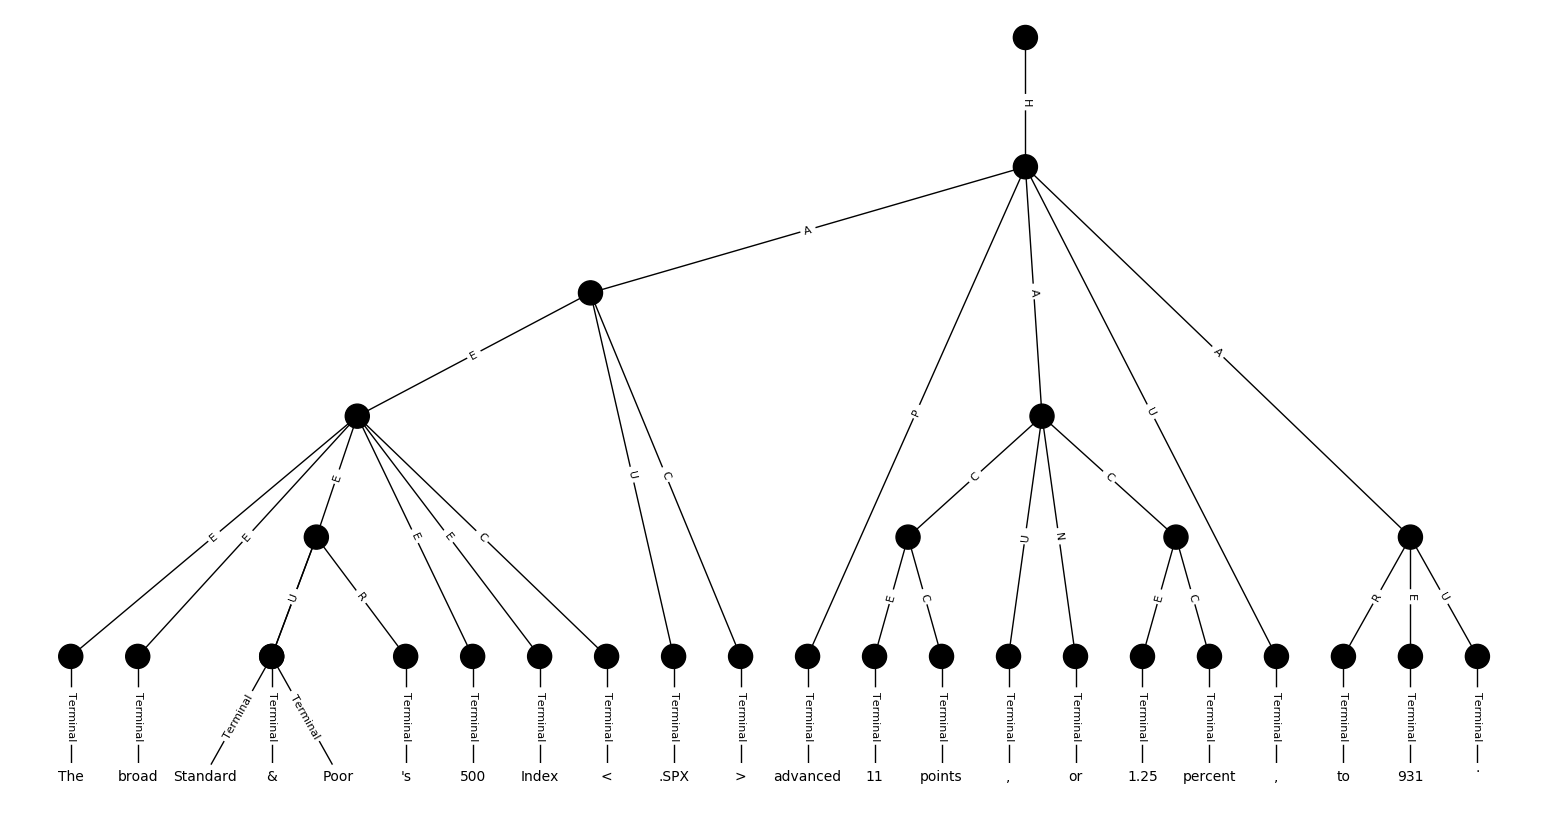 H
A
E
A
A
P
U
E
U
C
C
C
E
E
E
E
C
U
N
U
R
E
C
E
C
R
E
U
Terminal Terminal Terminal Terminal Terminal Terminal Terminal Terminal Terminal Terminal Terminal Terminal Terminal Terminal Terminal Terminal Terminal Terminal Terminal Terminal Terminal Terminal
The broad Standard & Poor 's 500 Index < .SPX > advanced 11 points , or 1.25 percent , to 931 .